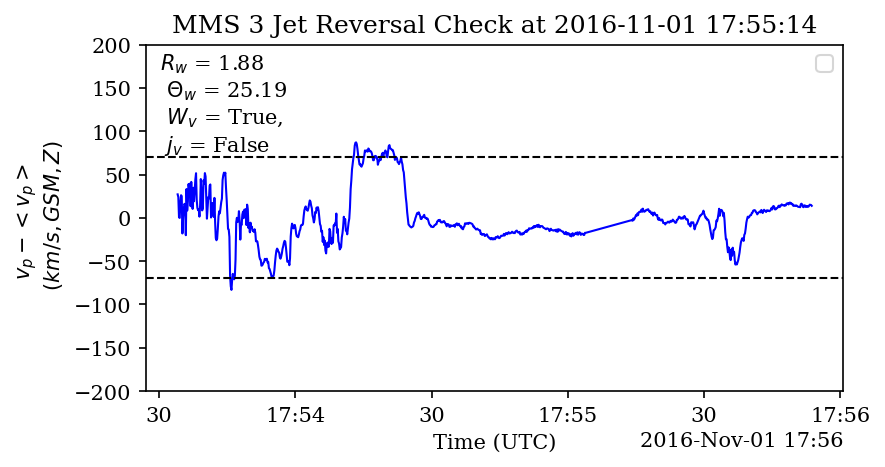 MMS 3 Jet Reversal Check at 2016-11-01 17:55:14
R_w = 1.88
Θ_w = 25.19
W_v = True,
j_v = False
200
150
100
50
0
−50
−100
−150
−200
v_p − < v_p >
(km/s, GSM, Z)
30 17:54 30 17:55 30 17:56
Time (UTC)
2016-Nov-01 17:56